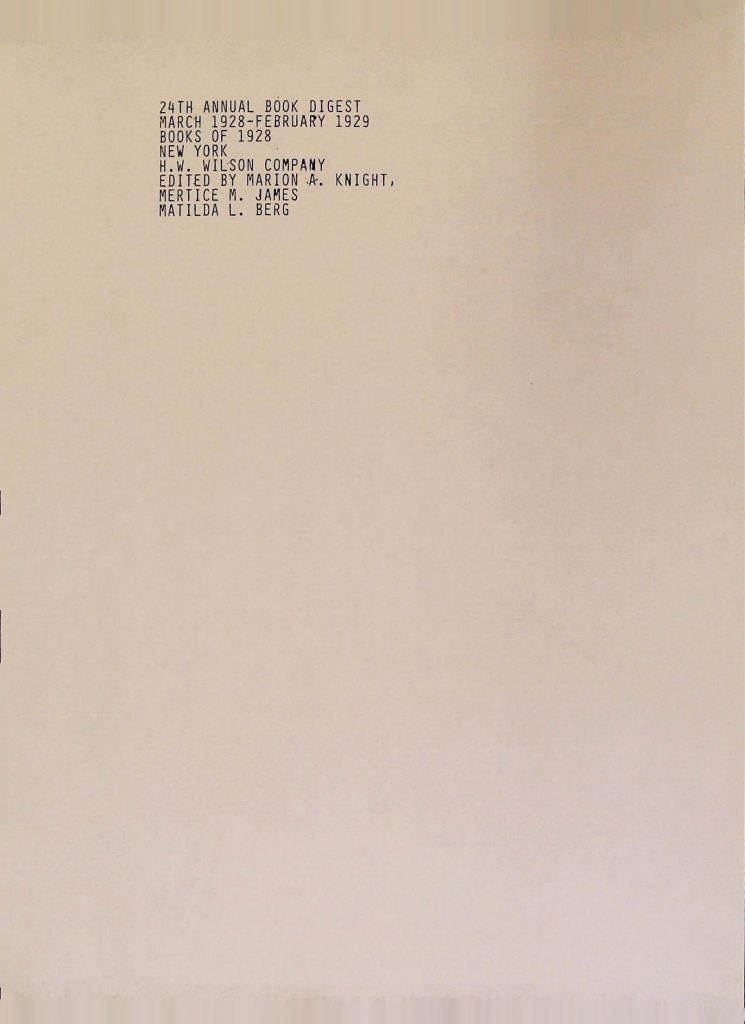 24TH ANNUAL BOOK DIGEST
MARCH 1928-FEBRUARY 1929
BOOKS OF 1928
NEW YORK
H.W. WILSON COMPANY
EDITED BY MARION A. KNIGHT,
MERTICE M. JAMES
MATILDA L. BERG